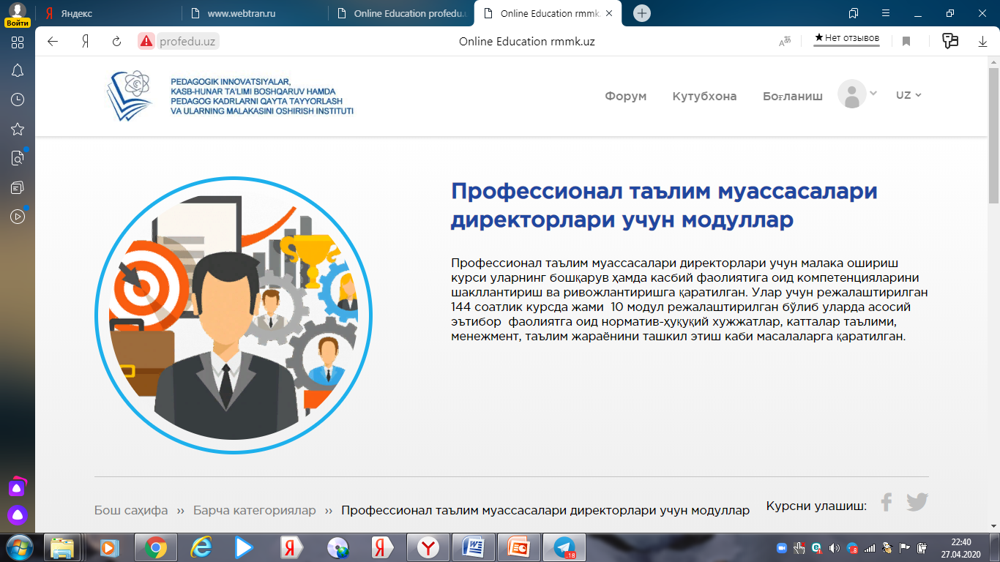 Яндекс
www.webtran.ru
Online Education profedu.u
Online Education rmmk.
Войти
profedu.uz
Online Education rmmk.uz
★Нет отзывов
PEDAGOGIK INNOVATSIYALAR,
KASB-HUNAR TA'LIMI BOSHQARUV HAMDA
PEDAGOG KADRLARNI QAYTA TAYYORLASH
VA ULARNING MALAKASINI OSHIRISH INSTITUTI
Форум
Кутубхона
Боғланиш
UZ
Профессионал таълим муассасалари
директорлари учун модуллар
Профессионал таълим муассасалари директорлари учун малака ошириш
курси уларнинг бошқарув ҳамда касбий фаолиятига оид компетенцияларини
шакллантириш ва ривожлантиришга қаратилган. Улар учун режалаштирилган
144 соатлик курсда жами 10 модул режалаштирилган бўлиб уларда асосий
эътибор фаолиятга оид норматив-ҳуқуқий хужжатлар, катталар таълими,
менежмент, таълим жараёнини ташкил этиш каби масалаларга қаратилган.
Бош саҳифа ›› Барча категориялар ›› Профессионал таълим муассасалари директорлари учун модуллар
Курсни улашиш:
22:40
27.04.2020